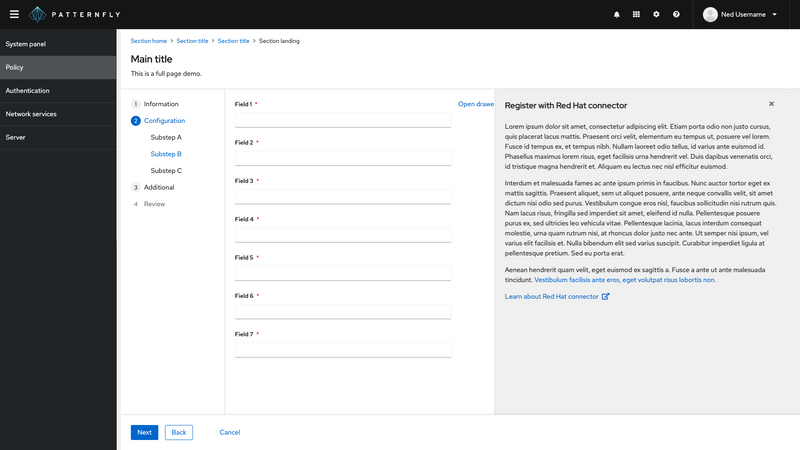 PATTERNFLY
Ned Username
System panel
Policy
Authentication
Network services
Server
Section home > Section title > Section title > Section landing
Main title
This is a full page demo.
1 Information
2 Configuration
Substep A
Substep B
Substep C
3 Additional
4 Review
Field 1 *
Field 2 *
Field 3 *
Field 4 *
Field 5 *
Field 6 *
Field 7 *
Open drawe
Register with Red Hat connector
Lorem ipsum dolor sit amet, consectetur adipiscing elit. Etiam porta odio non justo cursus,
quis placerat lacus mattis. Praesent orci velit, elementum eu tempus ut, posuere vel lorem.
Fusce id tempus ex, et tempus nibh. Nullam laoreet odio tellus, id varius ante euismod id.
Phasellus maximus lorem risus, eget facilisis urna hendrerit vel. Duis dapibus venenatis orci,
id tristique magna hendrerit et. Aliquam eu lectus nec nisl efficitur euismod.
Interdum et malesuada fames ac ante ipsum primis in faucibus. Nunc auctor tortor eget ex
mattis sagittis. Praesent aliquet, sem ut aliquet posuere, ante neque convallis velit, sit amet
dictum nisi odio sed purus. Vestibulum congue eros nisl, faucibus sollicitudin nisi rutrum quis.
Nam lacus risus, fringilla sed imperdiet sit amet, eleifend id nulla. Pellentesque posuere
purus ex, sed ultricies leo vehicula vitae. Pellentesque lacinia, lacus interdum consequat
molestie, urna quam rutrum nisi, at rhoncus dolor justo nec ante. Ut semper nisi ipsum, vel
varius elit facilisis et. Nulla bibendum elit sed varius suscipit. Curabitur imperdiet ligula at
pellentesque pretium. Sed eu porta erat.
Aenean hendrerit quam velit, eget euismod ex sagittis a. Fusce a ante ut ante malesuada
tincidunt. Vestibulum facilisis ante eros, eget volutpat risus lobortis non.
Learn about Red Hat connector
Next
Back
Cancel